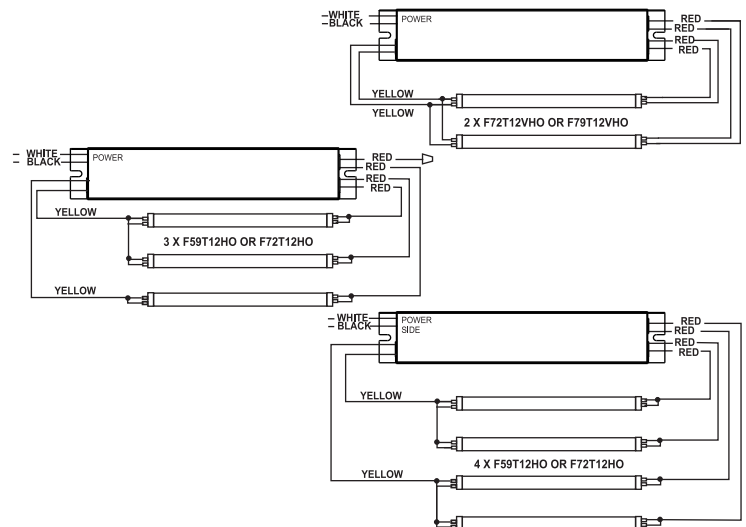 WHITE
BLACK
POWER
RED
RED
RED
RED
YELLOW
YELLOW
2 X F72T12VHO OR F79T12VHO
WHITE
BLACK
POWER
RED
RED
RED
RED
YELLOW
3 X F59T12HO OR F72T12HO
YELLOW
WHITE
BLACK
POWER
SIDE
RED
RED
RED
RED
YELLOW
4 X F59T12HO OR F72T12HO
YELLOW